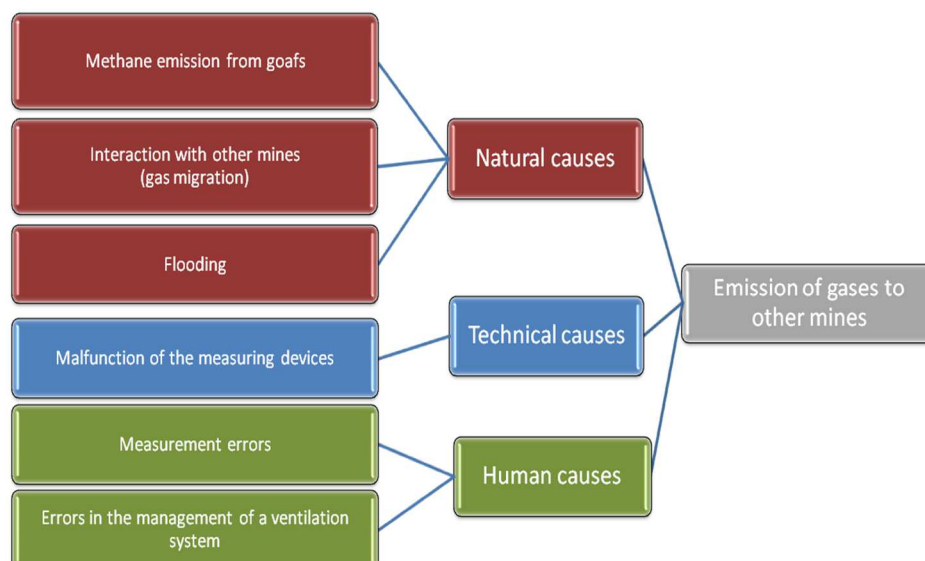 Methane emission from goafs
Interaction with other mines
(gas migration)
Flooding
Malfunction of the measuring devices
Measurement errors
Errors in the management of a ventilation
system
Natural causes
Technical causes
Human causes
Emission of gases to
other mines